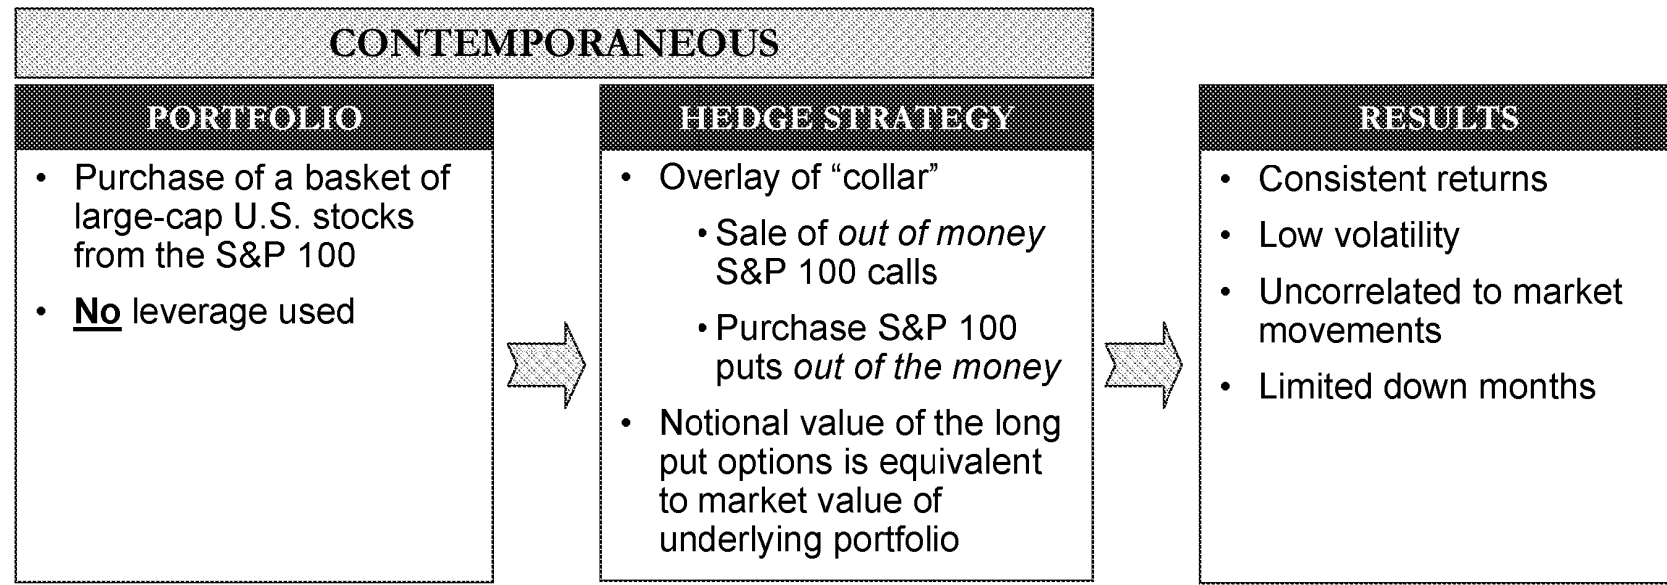 CONTEMPORANEOUS
PORTFOLIO
• Purchase of a basket of
large-cap U.S. stocks
from the S&P 100
• No leverage used
HEDGE STRATEGY
• Overlay of “collar”
• Sale of out of money
S&P 100 calls
• Purchase S&P 100
puts out of the money
• Notional value of the long
put options is equivalent
to market value of
underlying portfolio
RESULTS
• Consistent returns
• Low volatility
• Uncorrelated to market
movements
• Limited down months